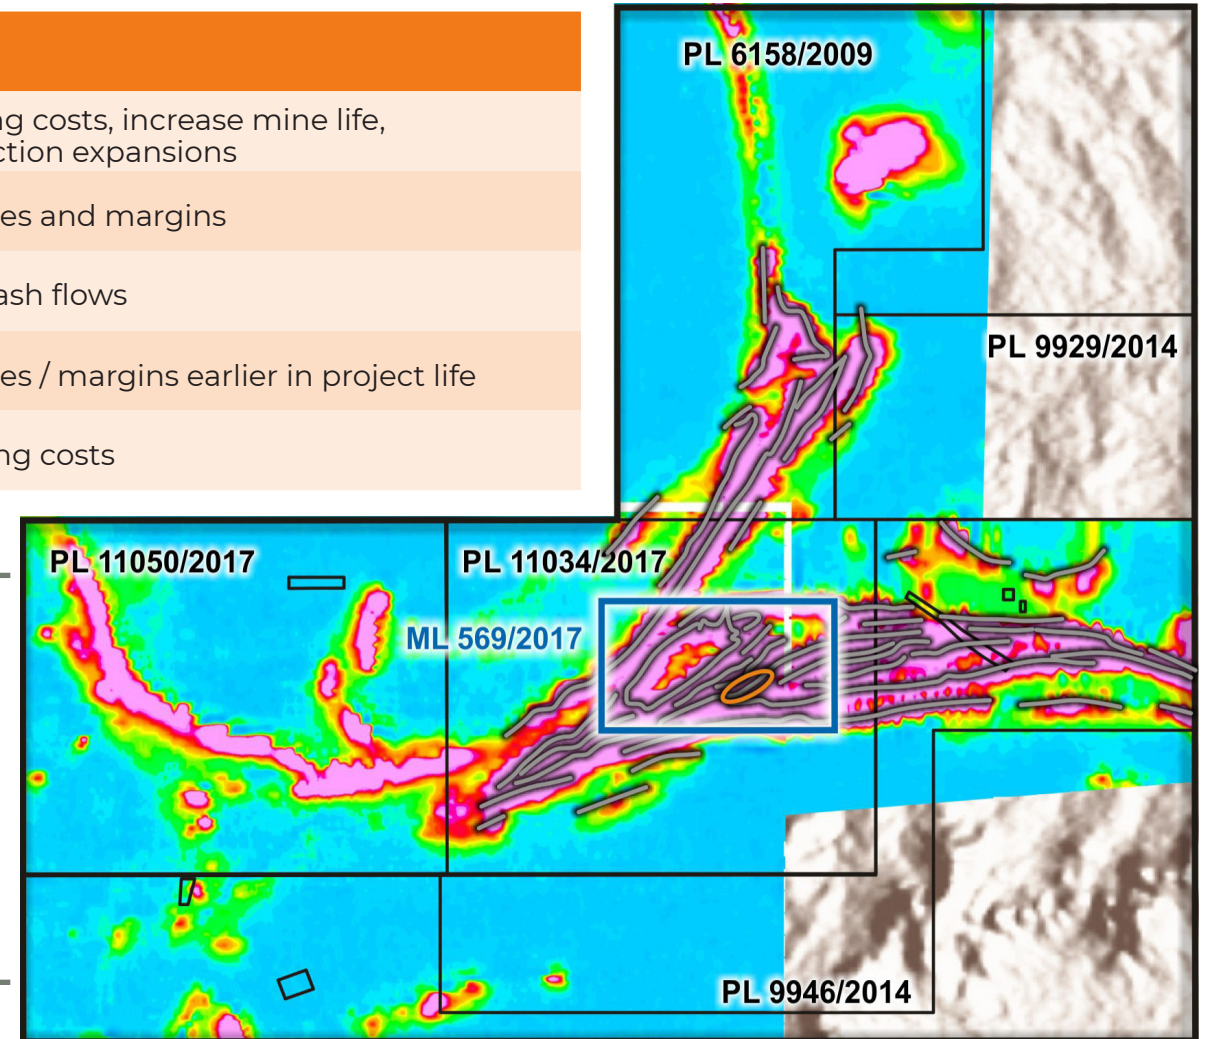 ng costs, increase mine life,
ction expansions
es and margins
ash flows
es / margins earlier in project life
ng costs
PL 6158/2009
PL 9929/2014
PL 11050/2017
PL 11034/2017
ML 569/2017
PL 9946/2014